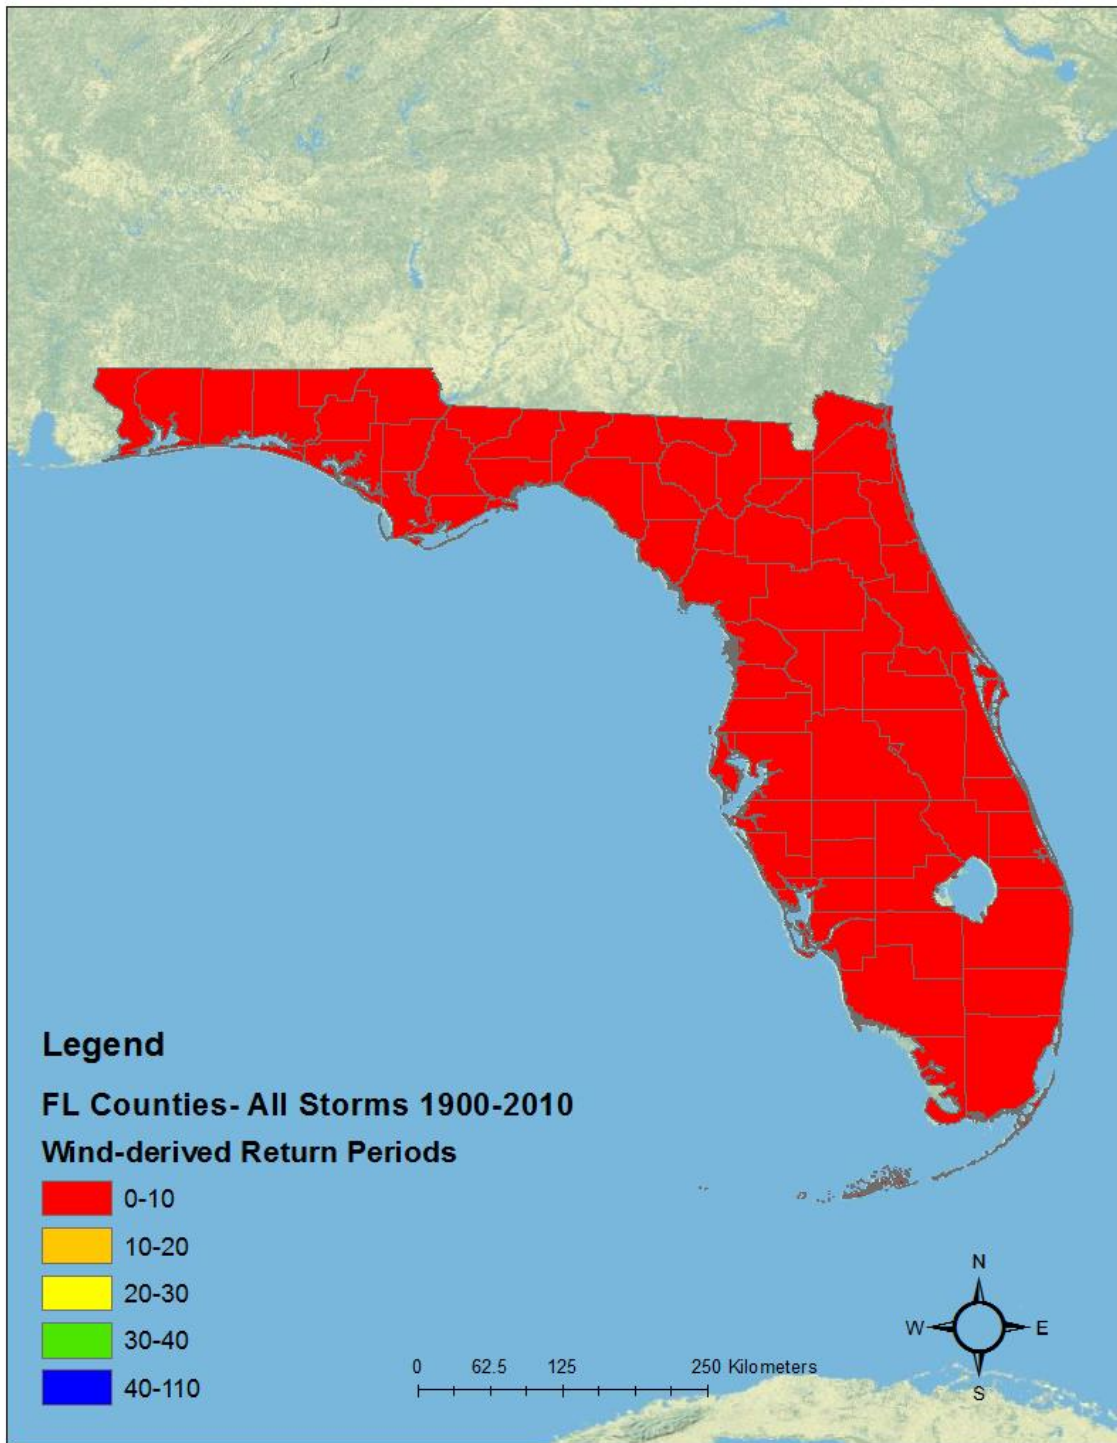 Legend
FL Counties- All Storms 1900-2010
Wind-derived Return Periods
0-10
10-20
20-30
30-40
40-110
0 62.5 125 250 Kilometers
N
W E
S